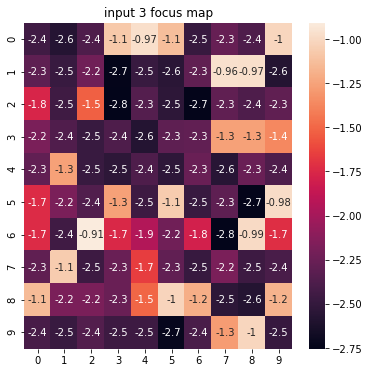 input 3 focus map
0 -2.4 -2.6 -2.4 -1.1 -0.97 -1.1 -2.5 -2.3 -2.4 -1
1 -2.3 -2.5 -2.2 -2.7 -2.5 -2.6 -2.3 -0.96 -0.97 -2.6
2 -1.8 -2.5 -1.5 -2.8 -2.3 -2.5 -2.7 -2.3 -2.4 -2.3
3 -2.2 -2.4 -2.5 -2.4 -2.6 -2.3 -2.3 -1.3 -1.3 -1.4
4 -2.3 -1.3 -2.5 -2.5 -2.4 -2.5 -2.3 -2.6 -2.3 -2.4
5 -1.7 -2.2 -2.4 -1.3 -2.5 -1.1 -2.5 -2.3 -2.7 -0.98
6 -1.7 -2.4 -0.91 -1.7 -1.9 -2.2 -1.8 -2.8 -0.99 -1.7
7 -2.3 -1.1 -2.5 -2.3 -1.7 -2.4 -2.3 -2.2 -2.5 -2.4
8 -1.1 -2.2 -2.2 -2.3 -1.5 -1 -1.2 -2.5 -2.6 -1.2
9 -2.4 -2.5 -2.4 -2.5 -2.5 -2.7 -2.4 -1.3 -1 -2.5
0 1 2 3 4 5 6 7 8 9
-1.00
-1.25
-1.50
-1.75
-2.00
-2.25
-2.50
-2.75